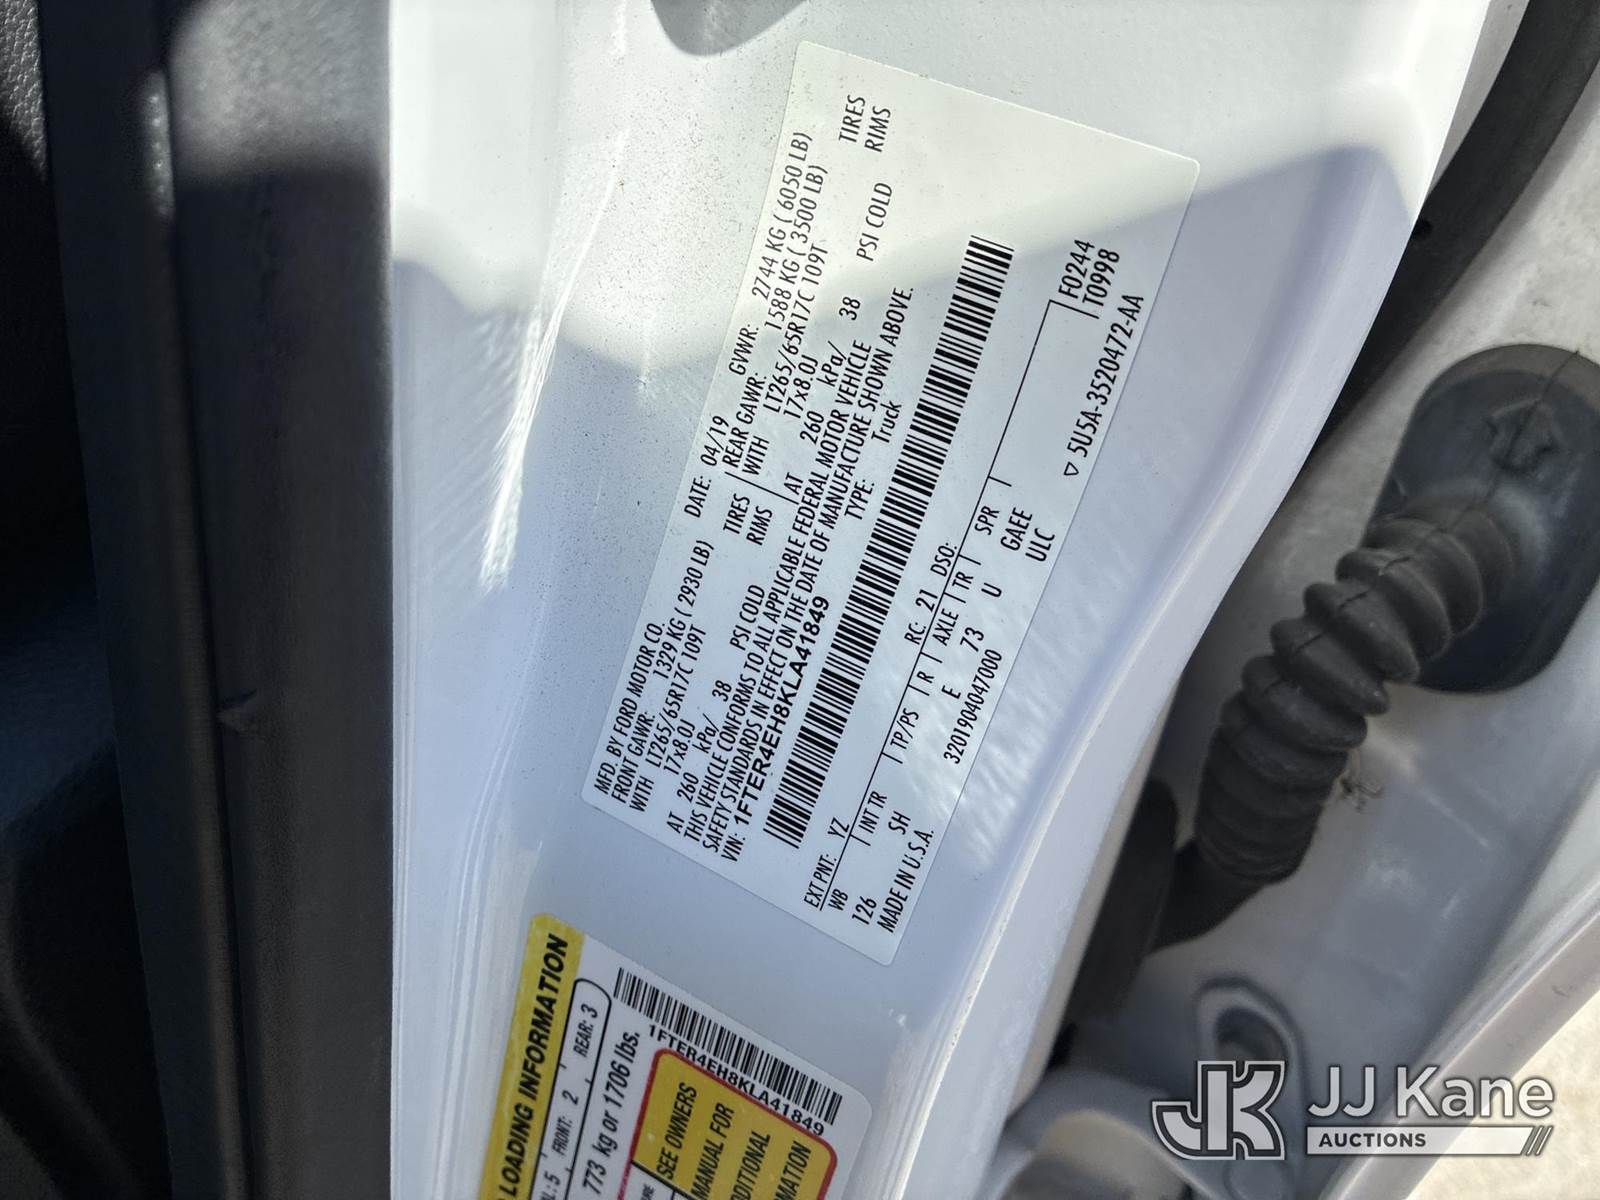 MFD. BY FORD MOTOR CO.
DATE: 04/19 GVWR: 2744 KG ( 6050 LB)
FRONT GAWR: 1329 KG ( 2930 LB)
REAR GAWR: 1588 KG ( 3500 LB)
WITH LT265/65R17C 109T TIRES
WITH LT265/65R17C 109T TIRES
17x8.0J RIMS
17x8.0J RIMS
AT 260 kPa/ 38 PSI COLD
AT 260 kPa/ 38 PSI COLD
THIS VEHICLE CONFORMS TO ALL APPLICABLE FEDERAL MOTOR VEHICLE
SAFETY STANDARDS IN EFFECT ON THE DATE OF MANUFACTURE SHOWN ABOVE.
VIN: 1FTER4EH8KLA41849
TYPE: Truck
EXT PNT: YZ RC: 21 DSO:
WB INT TR TP/PS R AXLE TR SPR
F0244
T0998
126 SH E 73 U GAEE
320190404047000 ULC
MADE IN U.S.A.
▽ 5U5A-3520472-AA
LOADING INFORMATION
: 5 FRONT: 2 REAR: 3
773 kg or 1706 lbs.
1FTER4EH8KLA41849
SEE OWNERS
MANUAL FOR
JK JJ Kane
AUCTIONS